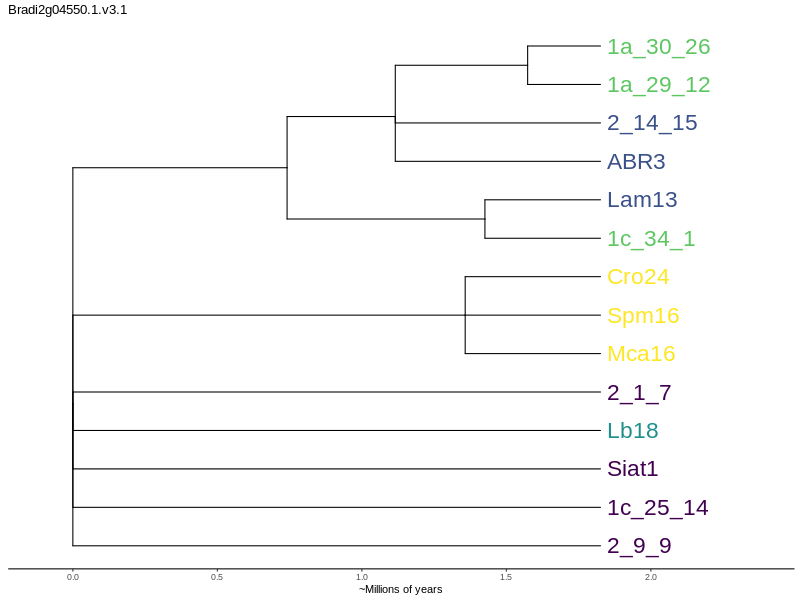 Bradi2g04550.1.v3.1
1a_30_26
1a_29_12
2_14_15
ABR3
Lam13
1c_34_1
Cro24
Spm16
Mca16
2_1_7
Lb18
Siat1
1c_25_14
2_9_9
0.0 0.5 1.0 1.5 2.0
~Millions of years